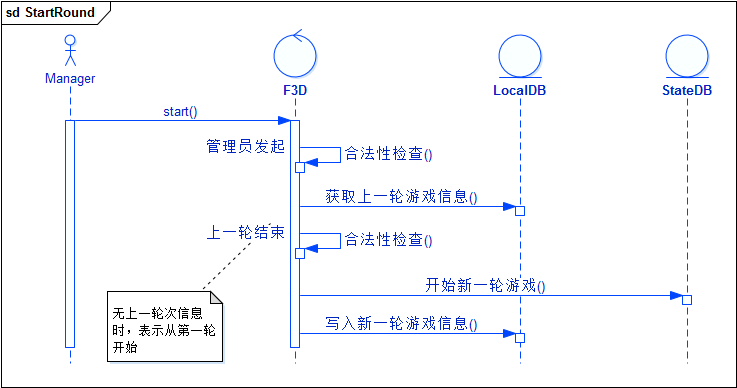 sd StartRound
Manager
F3D
LocalDB
StateDB
start()
管理员发起
合法性检查()
获取上一轮游戏信息()
上一轮结束
合法性检查()
开始新一轮游戏()
无上一轮次信息
时，表示从第一轮
开始
写入新一轮游戏信息()